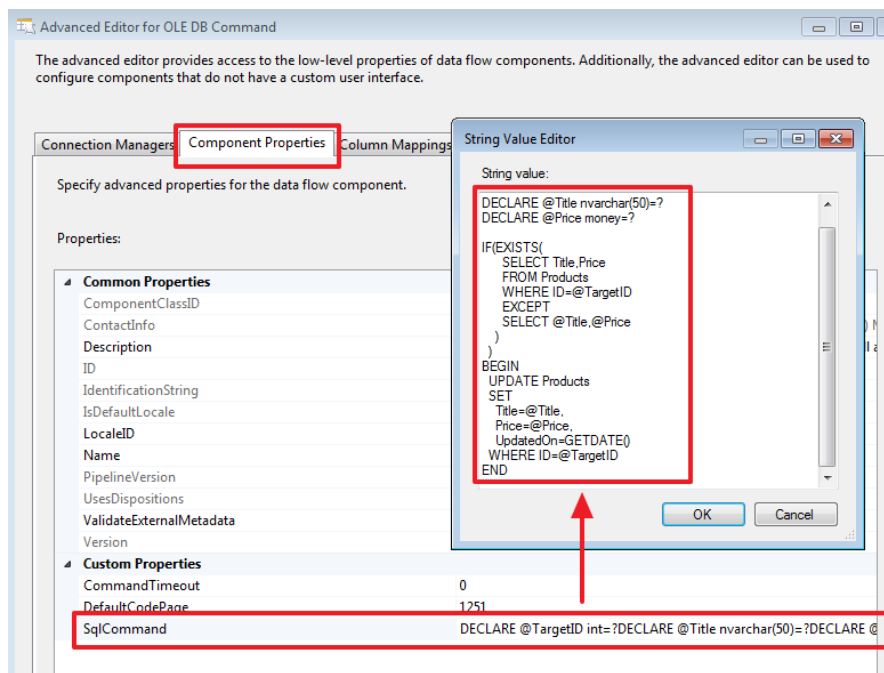 Advanced Editor for OLE DB Command
The advanced editor provides access to the low-level properties of data flow components. Additionally, the advanced editor can be used to
configure components that do not have a custom user interface.
Connection Managers
Component Properties
Column Mappings
Specify advanced properties for the data flow component.
Properties:
Common Properties
ComponentClassID
ContactInfo
Description
ID
IdentificationString
IsDefaultLocale
LocaleID
Name
PipelineVersion
UsesDispositions
ValidateExternalMetadata
Version
Custom Properties
CommandTimeout 0
DefaultCodePage 1251
SqlCommand DECLARE @TargetID int=?DECLARE @Title nvarchar(50)=?DECLARE @
String Value Editor
String value:
DECLARE @Title nvarchar(50)=?
DECLARE @Price money=?
IF(EXISTS(
SELECT Title,Price
FROM Products
WHERE ID=@TargetID
EXCEPT
SELECT @Title,@Price
)
)
BEGIN
UPDATE Products
SET
Title=@Title,
Price=@Price,
UpdatedOn=GETDATE()
WHERE ID=@TargetID
END
OK
Cancel